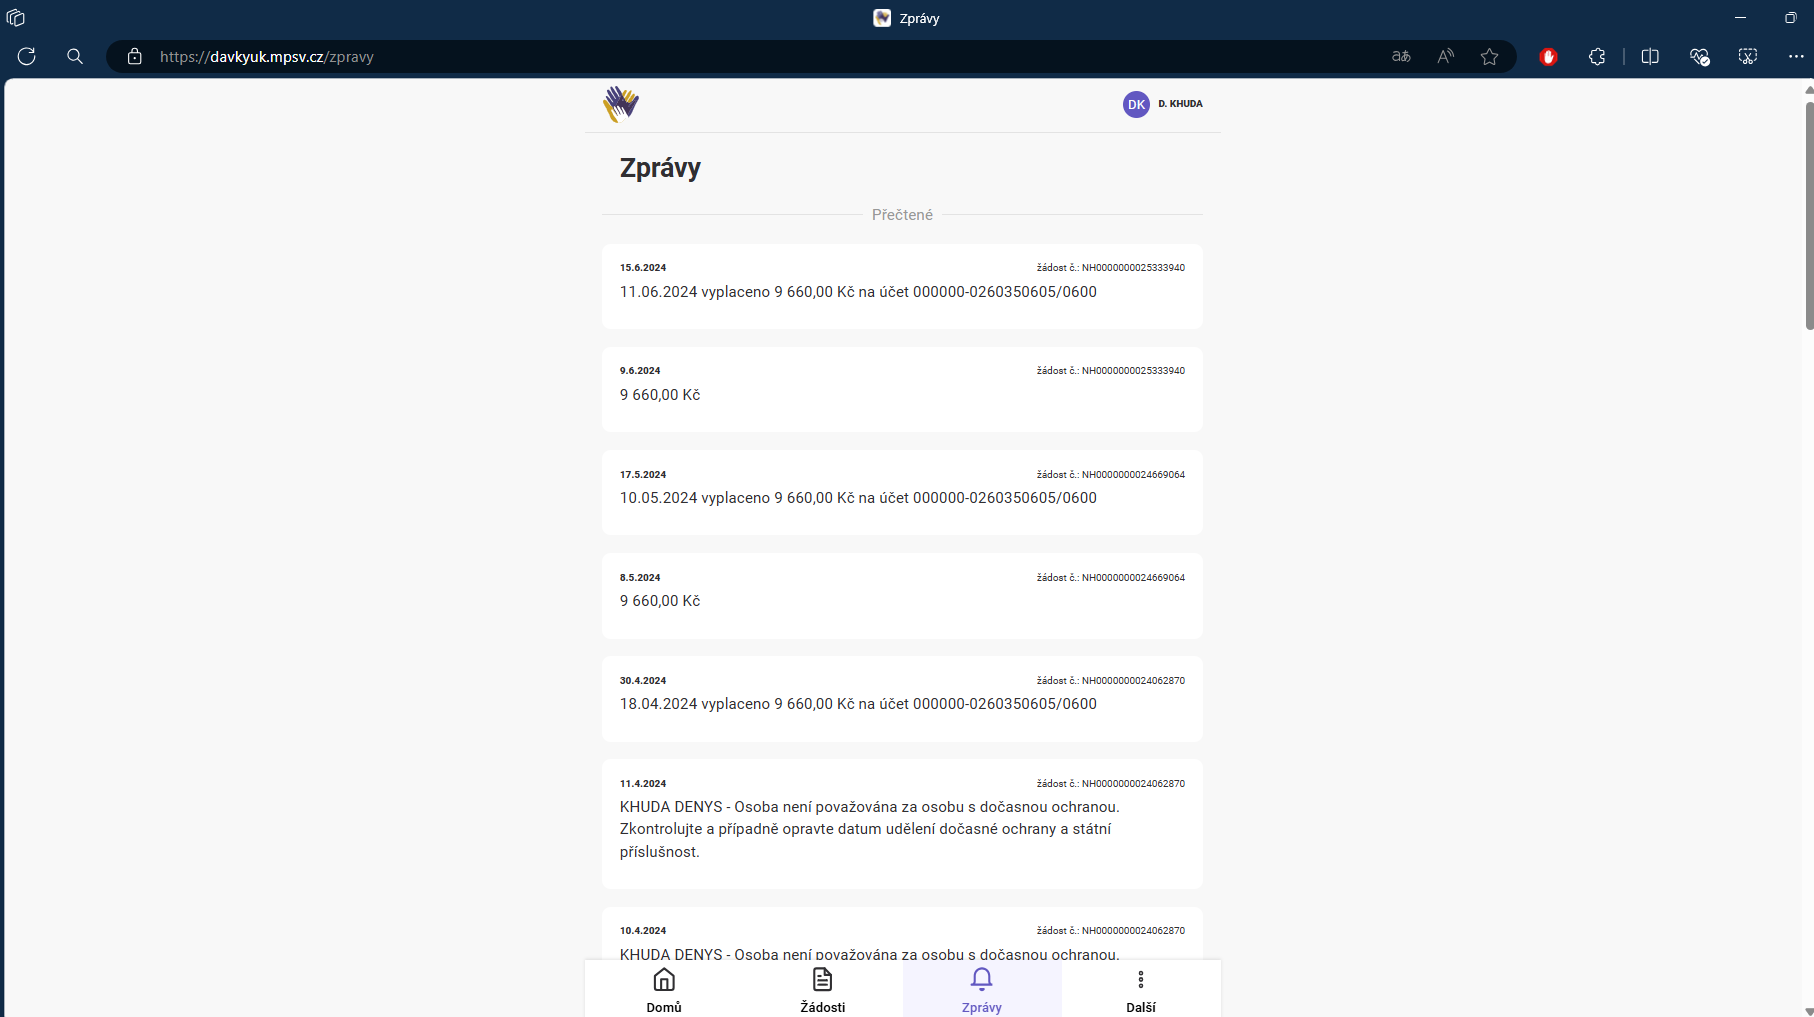 Zprávy
https://davkyuk.mpsv.cz/zpravy
DK D. KHUDA
Zprávy
Přečtené
15.6.2024 žádost č.: NH0000000025333940
11.06.2024 vyplaceno 9 660,00 Kč na účet 000000-0260350605/0600
9.6.2024 žádost č.: NH0000000025333940
9 660,00 Kč
17.5.2024 žádost č.: NH0000000024669064
10.05.2024 vyplaceno 9 660,00 Kč na účet 000000-0260350605/0600
8.5.2024 žádost č.: NH0000000024669064
9 660,00 Kč
30.4.2024 žádost č.: NH0000000024062870
18.04.2024 vyplaceno 9 660,00 Kč na účet 000000-0260350605/0600
11.4.2024 žádost č.: NH0000000024062870
KHUDA DENYS - Osoba není považována za osobu s dočasnou ochranou.
Zkontrolujte a případně opravte datum udělení dočasné ochrany a státní
příslušnost.
10.4.2024 žádost č.: NH0000000024062870
KHUDA DENYS - Osoba není považována za osobu s dočasnou ochranou.
Domů Žádosti Zprávy Další